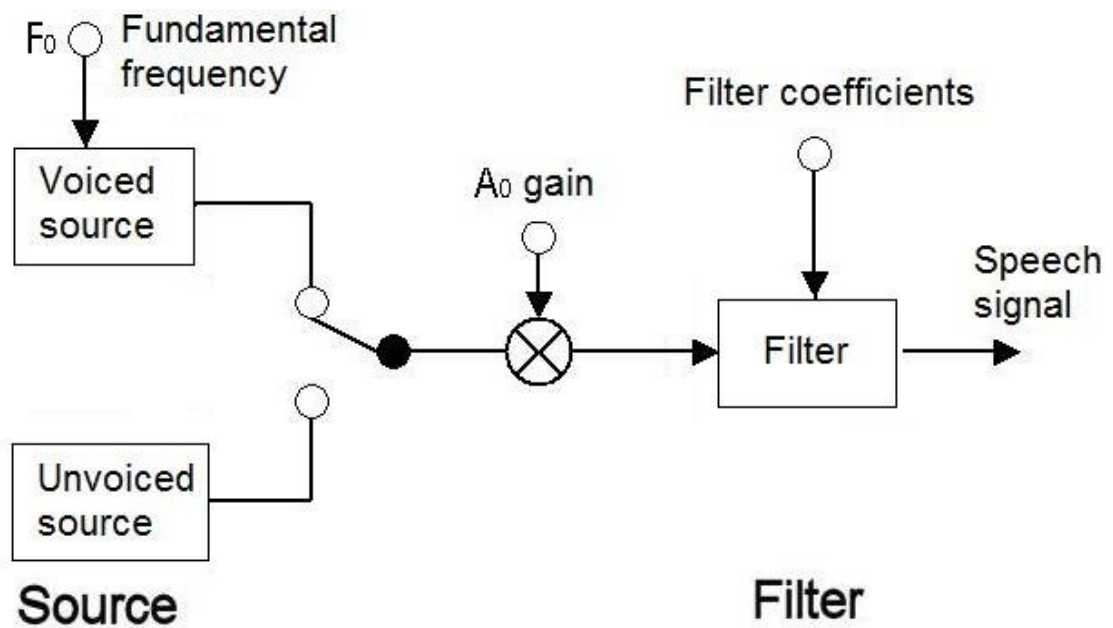 F0 Fundamental
frequency
Filter coefficients
Voiced
source
A0 gain
Speech
signal
Filter
Unvoiced
source
Source
Filter